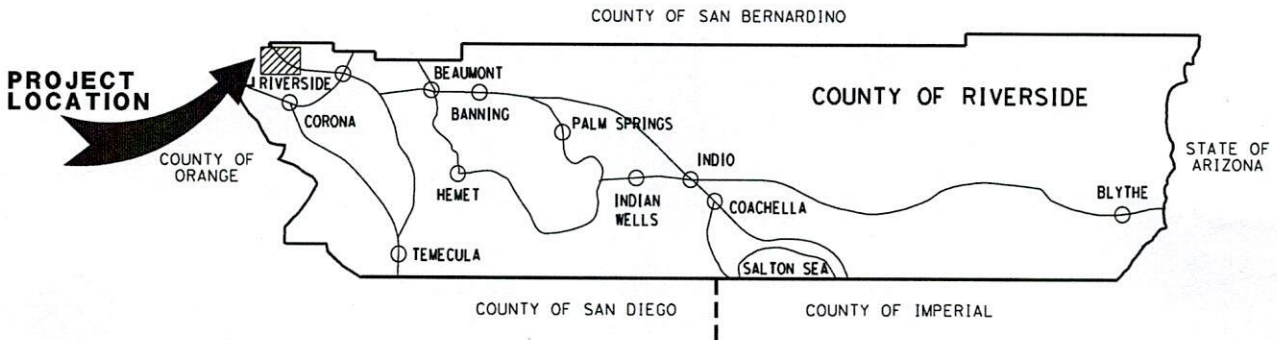 COUNTY OF SAN BERNARDINO
PROJECT
LOCATION
RIVERSIDE
BEAUMONT
COUNTY OF RIVERSIDE
CORONA
BANNING
PALM SPRINGS
COUNTY OF
ORANGE
STATE OF
ARIZONA
HEMET
INDIO
INDIAN
WELLS
COACHELLA
BLYTHE
TEMECULA
SALTON SEA
COUNTY OF SAN DIEGO
COUNTY OF IMPERIAL